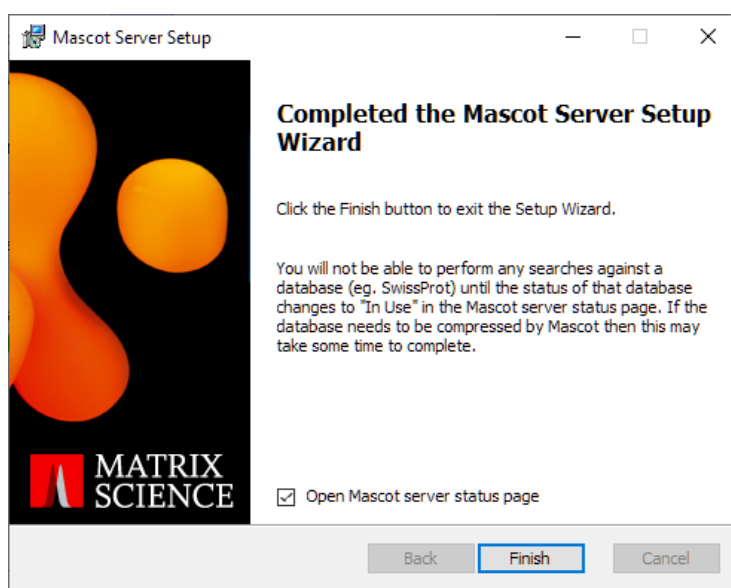 Mascot Server Setup
Completed the Mascot Server Setup
Wizard
Click the Finish button to exit the Setup Wizard.
You will not be able to perform any searches against a
database (eg. SwissProt) until the status of that database
changes to "In Use" in the Mascot server status page. If the
database needs to be compressed by Mascot then this may
take some time to complete.
MATRIX
SCIENCE
Open Mascot server status page
Back
Finish
Cancel